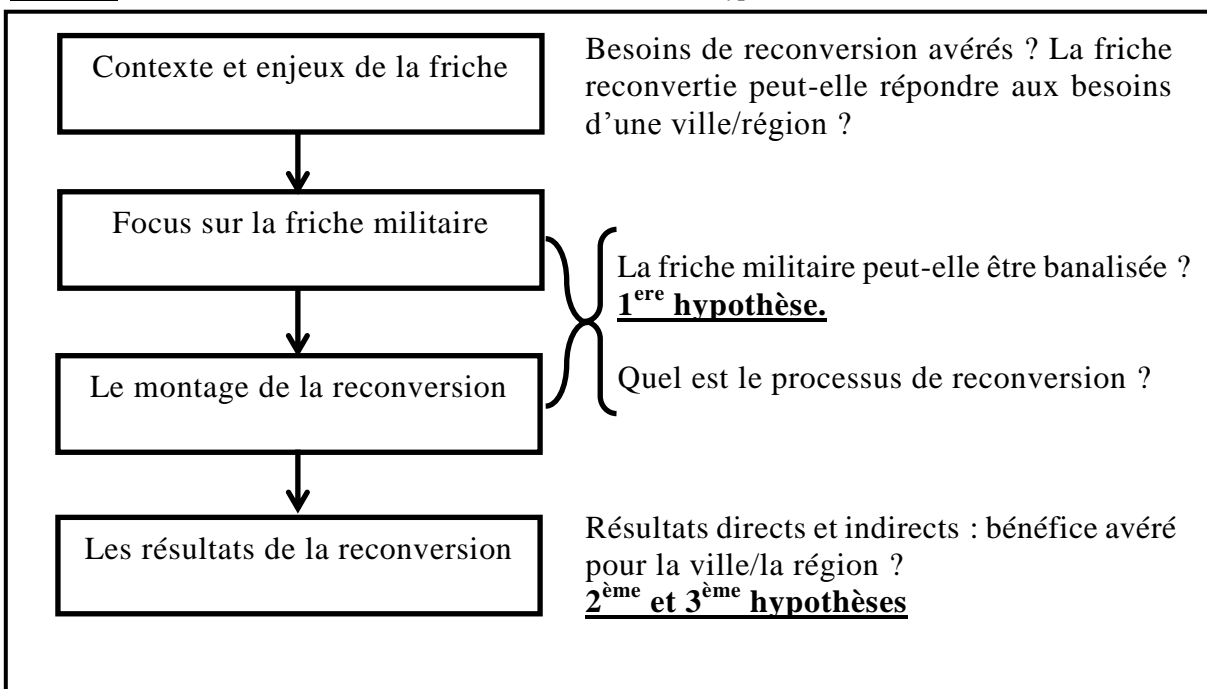 Contexte et enjeux de la friche
Besoins de reconversion avérés ? La friche
reconvertie peut-elle répondre aux besoins
d’une ville/région ?
Focus sur la friche militaire
La friche militaire peut-elle être banalisée ?
1ere hypothèse.
Le montage de la reconversion
Quel est le processus de reconversion ?
Les résultats de la reconversion
Résultats directs et indirects : bénéfice avéré
pour la ville/la région ?
2ème et 3ème hypothèses